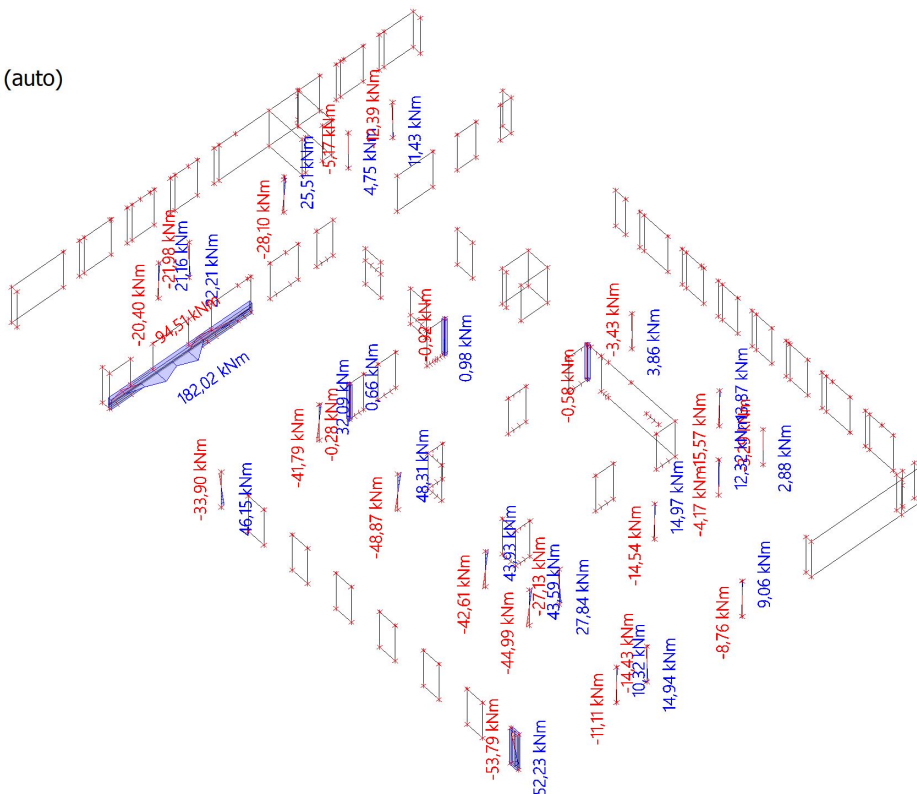 (auto)
-5,17 kNm
4,75 kNm
11,43 kNm
25,51 kNm
-28,10 kNm
-21,98 kNm
21,16 kNm
-20,40 kNm
-94,51 kNm
182,02 kNm
-0,92 kNm
0,98 kNm
-3,43 kNm
3,86 kNm
-0,58 kNm
0,66 kNm
32,09 kNm
-0,28 kNm
-41,79 kNm
-33,90 kNm
46,15 kNm
48,31 kNm
-48,87 kNm
-15,57 kNm
12,32 kNm
2,88 kNm
-4,17 kNm
14,97 kNm
-14,54 kNm
43,93 kNm
-42,61 kNm
-27,13 kNm
43,59 kNm
27,84 kNm
-44,99 kNm
9,06 kNm
-8,76 kNm
-14,43 kNm
10,32 kNm
14,94 kNm
-11,11 kNm
-53,79 kNm
52,23 kNm